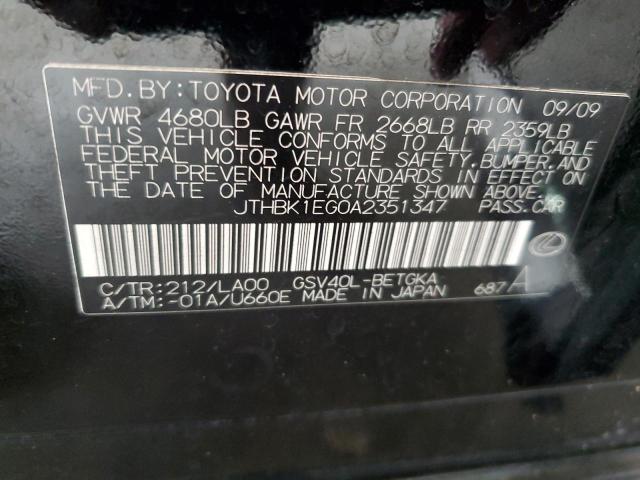 MFD. BY: TOYOTA MOTOR CORPORATION 09/09
GVWR 4680LB GAWR FR 2668LB RR 2359LB
THIS VEHICLE CONFORMS TO ALL APPLICABLE
FEDERAL MOTOR VEHICLE SAFETY, BUMPER, AND
THEFT PREVENTION STANDARDS IN EFFECT ON
THE DATE OF MANUFACTURE SHOWN ABOVE.
JTHBK1EG0A2351347 PASS. CAR
C/TR: 212/LA00 GSV40L-BETGKA
A/TM: -01A/U660E MADE IN JAPAN 687 A